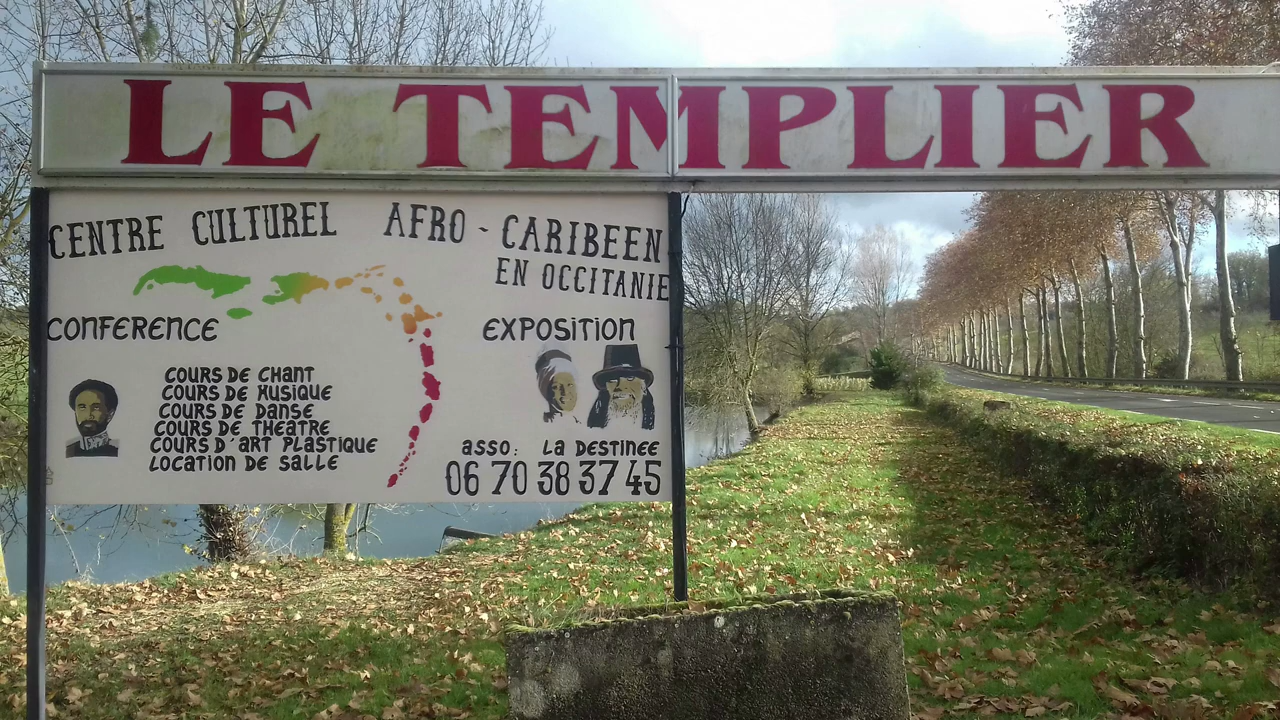 LE TEMPLIER
CENTRE CULTUREL AFRO-CARIBEEN
EN OCCITANIE
CONFERENCE
EXPOSITION
COURS DE CHANT
COURS DE MUSIQUE
COURS DE DANSE
COURS DE THEATRE
COURS D'ART PLASTIQUE
LOCATION DE SALLE
ASSO: LA DESTINEE
06 70 38 37 45